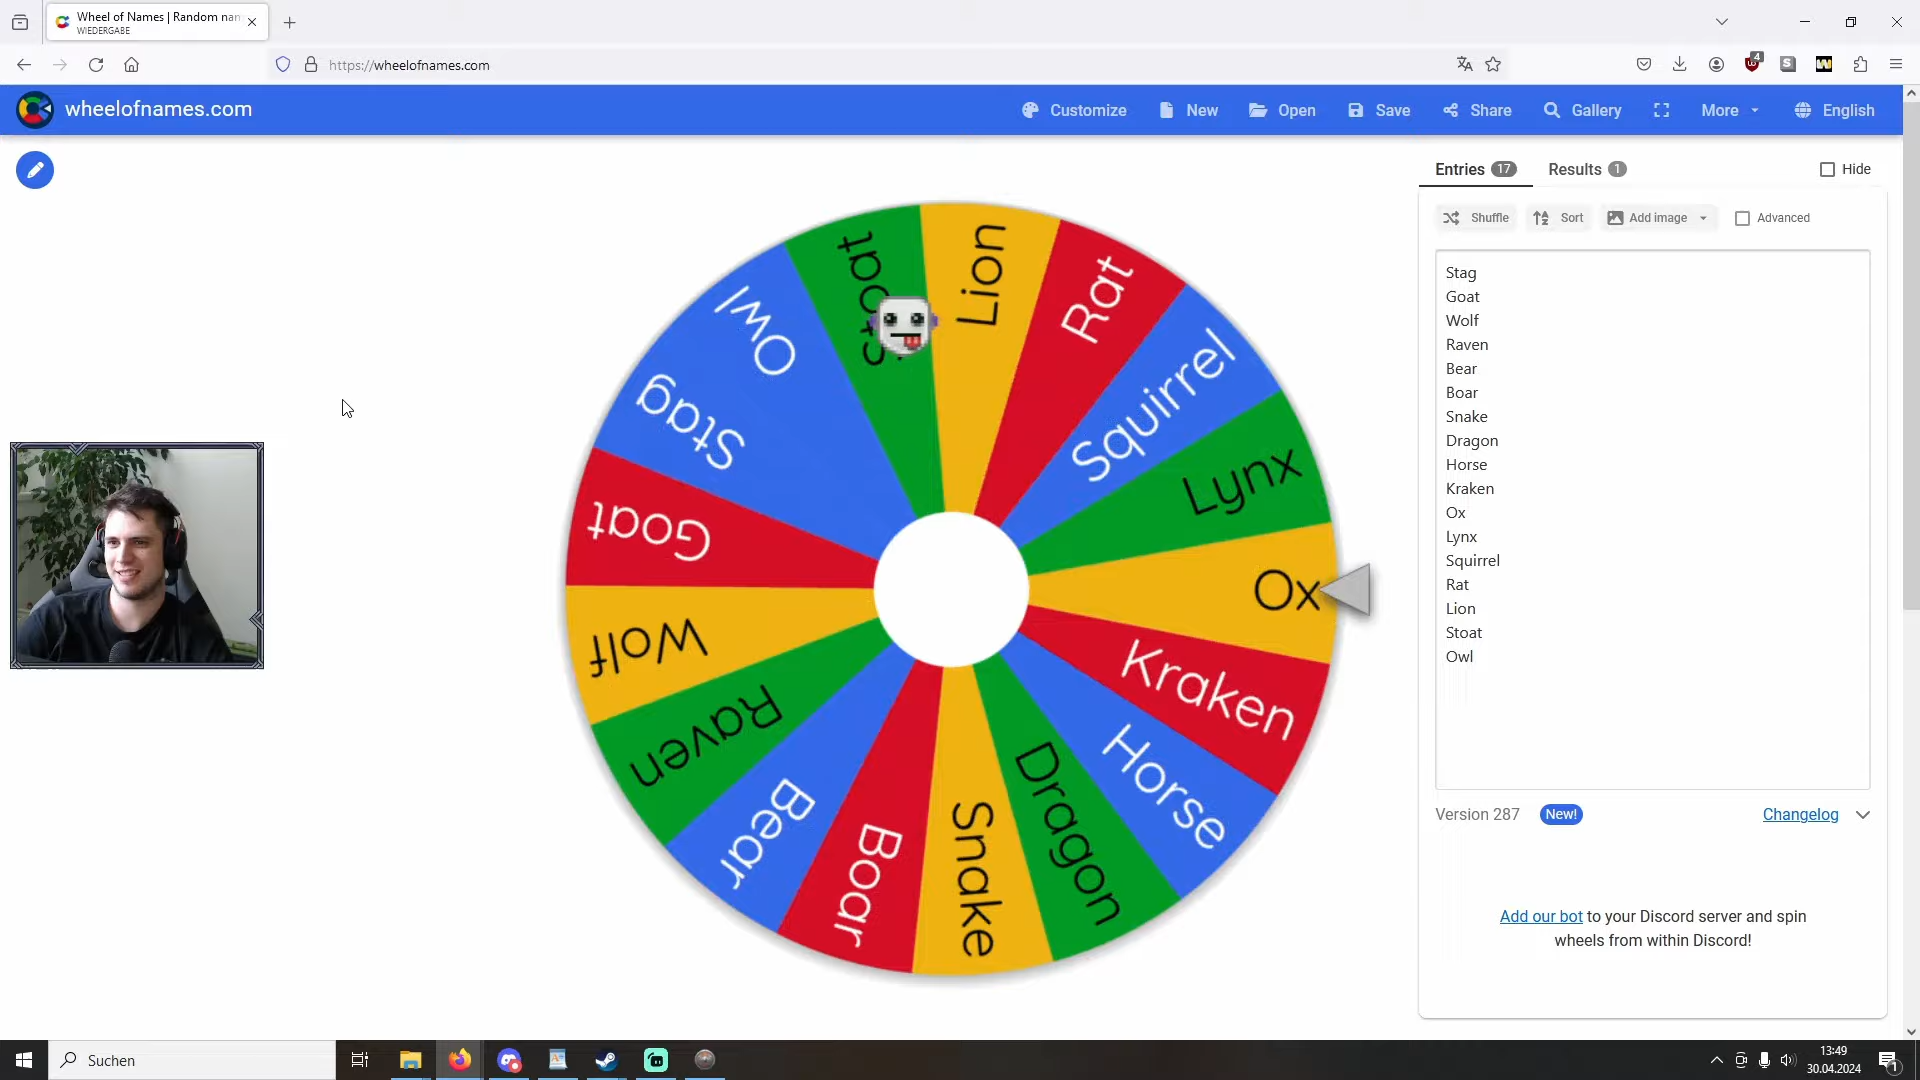 Wheel of Names | Random nam
WIEDERGABE
https://wheelofnames.com
4
wheelofnames.com
Customize
New
Open
Save
Share
Gallery
More
English
Entries 17
Results 1
Hide
Shuffle
Sort
Add image
Advanced
Stag
Goat
Wolf
Raven
Bear
Boar
Snake
Dragon
Horse
Kraken
Ox
Lynx
Squirrel
Rat
Lion
Stoat
Owl
Version 287
New!
Changelog
Add our bot to your Discord server and spin
wheels from within Discord!
Lion
Rat
Squirrel
Lynx
Ox
Kraken
Horse
Dragon
Snake
Boar
Bear
Raven
Wolf
Goat
Stag
Owl
Suchen
13:49
30.04.2024
1